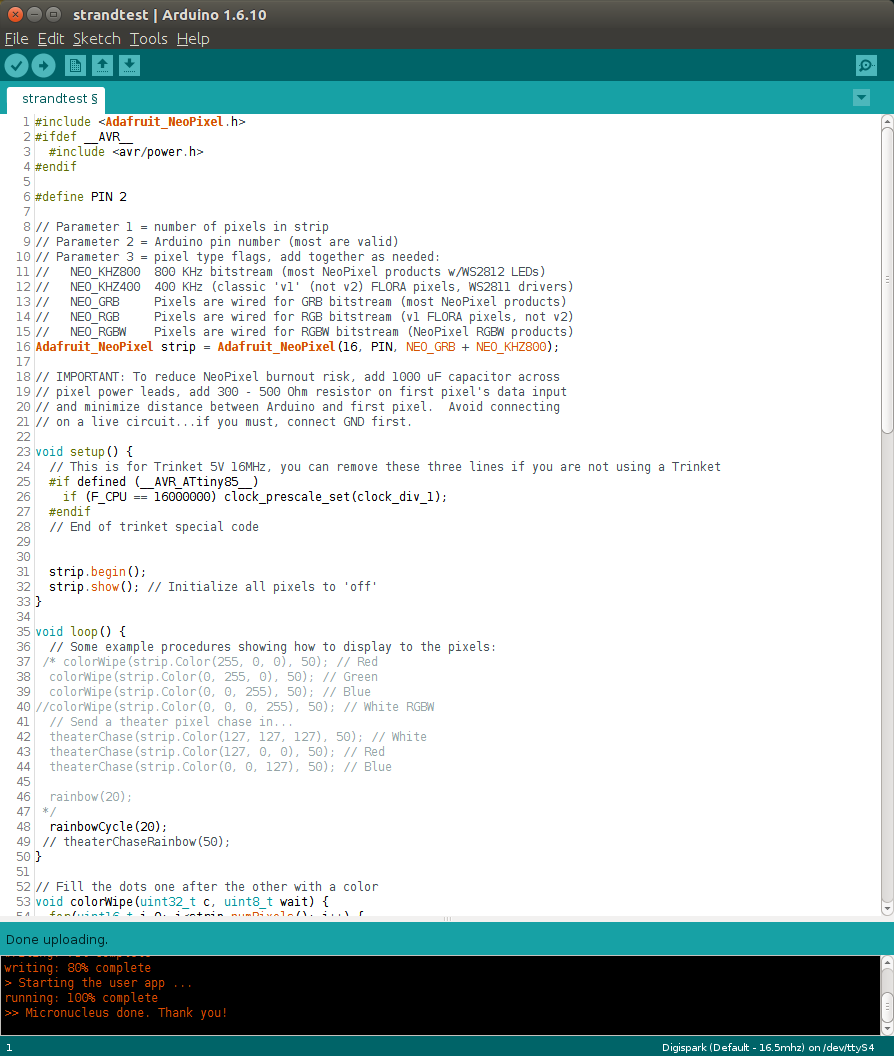 strandtest | Arduino 1.6.10
File Edit Sketch Tools Help
strandtest §
1 #include <Adafruit_NeoPixel.h>
2 #ifdef __AVR__
3   #include <avr/power.h>
4 #endif
5
6 #define PIN 2
7
8 // Parameter 1 = number of pixels in strip
9 // Parameter 2 = Arduino pin number (most are valid)
10 // Parameter 3 = pixel type flags, add together as needed:
11 //   NEO_KHZ800  800 KHz bitstream (most NeoPixel products w/WS2812 LEDs)
12 //   NEO_KHZ400  400 KHz (classic 'v1' (not v2) FLORA pixels, WS2811 drivers)
13 //   NEO_GRB     Pixels are wired for GRB bitstream (most NeoPixel products)
14 //   NEO_RGB     Pixels are wired for RGB bitstream (v1 FLORA pixels, not v2)
15 //   NEO_RGBW    Pixels are wired for RGBW bitstream (NeoPixel RGBW products)
16 Adafruit_NeoPixel strip = Adafruit_NeoPixel(16, PIN, NEO_GRB + NEO_KHZ800);
17
18 // IMPORTANT: To reduce NeoPixel burnout risk, add 1000 uF capacitor across
19 // pixel power leads, add 300 - 500 Ohm resistor on first pixel's data input
20 // and minimize distance between Arduino and first pixel.  Avoid connecting
21 // on a live circuit...if you must, connect GND first.
22
23 void setup() {
24   // This is for Trinket 5V 16MHz, you can remove these three lines if you are not using a Trinket
25   #if defined (__AVR_ATtiny85__)
26     if (F_CPU == 16000000) clock_prescale_set(clock_div_1);
27   #endif
28   // End of trinket special code
29
30
31   strip.begin();
32   strip.show(); // Initialize all pixels to 'off'
33 }
34
35 void loop() {
36   // Some example procedures showing how to display to the pixels:
37  /* colorWipe(strip.Color(255, 0, 0), 50); // Red
38   colorWipe(strip.Color(0, 255, 0), 50); // Green
39   colorWipe(strip.Color(0, 0, 255), 50); // Blue
40 //colorWipe(strip.Color(0, 0, 0, 255), 50); // White RGBW
41   // Send a theater pixel chase in...
42   theaterChase(strip.Color(127, 127, 127), 50); // White
43   theaterChase(strip.Color(127, 0, 0), 50); // Red
44   theaterChase(strip.Color(0, 0, 127), 50); // Blue
45
46   rainbow(20);
47  */
48   rainbowCycle(20);
49  // theaterChaseRainbow(50);
50 }
51
52 // Fill the dots one after the other with a color
53 void colorWipe(uint32_t c, uint8_t wait) {
Done uploading.
writing: 80% complete
> Starting the user app ...
running: 100% complete
>> Micronucleus done. Thank you!
1 Digispark (Default - 16.5mhz) on /dev/ttyS4